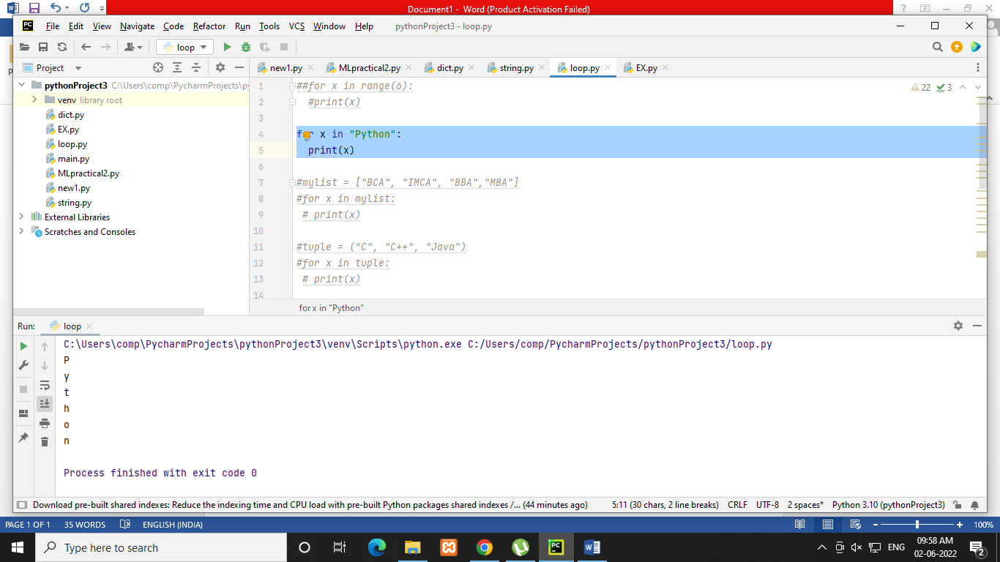 Document1 - Word (Product Activation Failed)
File Edit View Navigate Code Refactor Run Tools VCS Window Help pythonProject3 - loop.py
loop
Project
new1.py MLpractical2.py dict.py string.py loop.py EX.py
pythonProject3 C:\Users\comp\PycharmProjects\py
venv library root
dict.py
EX.py
loop.py
main.py
MLpractical2.py
new1.py
string.py
External Libraries
Scratches and Consoles
22 3
1 ##for x in range(6):
2 #print(x)
3
4 for x in "Python":
5 print(x)
6
7 #mylist = ["BCA", "IMCA", "BBA","MBA"]
8 #for x in mylist:
9 # print(x)
10
11 #tuple = ("C", "C++", "Java")
12 #for x in tuple:
13 # print(x)
14
for x in "Python"
Run: loop
C:\Users\comp\PycharmProjects\pythonProject3\venv\Scripts\python.exe C:/Users/comp/PycharmProjects/pythonProject3/loop.py
P
y
t
h
o
n
Process finished with exit code 0
Download pre-built shared indexes: Reduce the indexing time and CPU load with pre-built Python packages shared indexes /... (44 minutes ago) 5:11 (30 chars, 2 line breaks) CRLF UTF-8 2 spaces* Python 3.10 (pythonProject3)
PAGE 1 OF 1 35 WORDS ENGLISH (INDIA) 100%
Type here to search
ENG
09:58 AM
02-06-2022
2